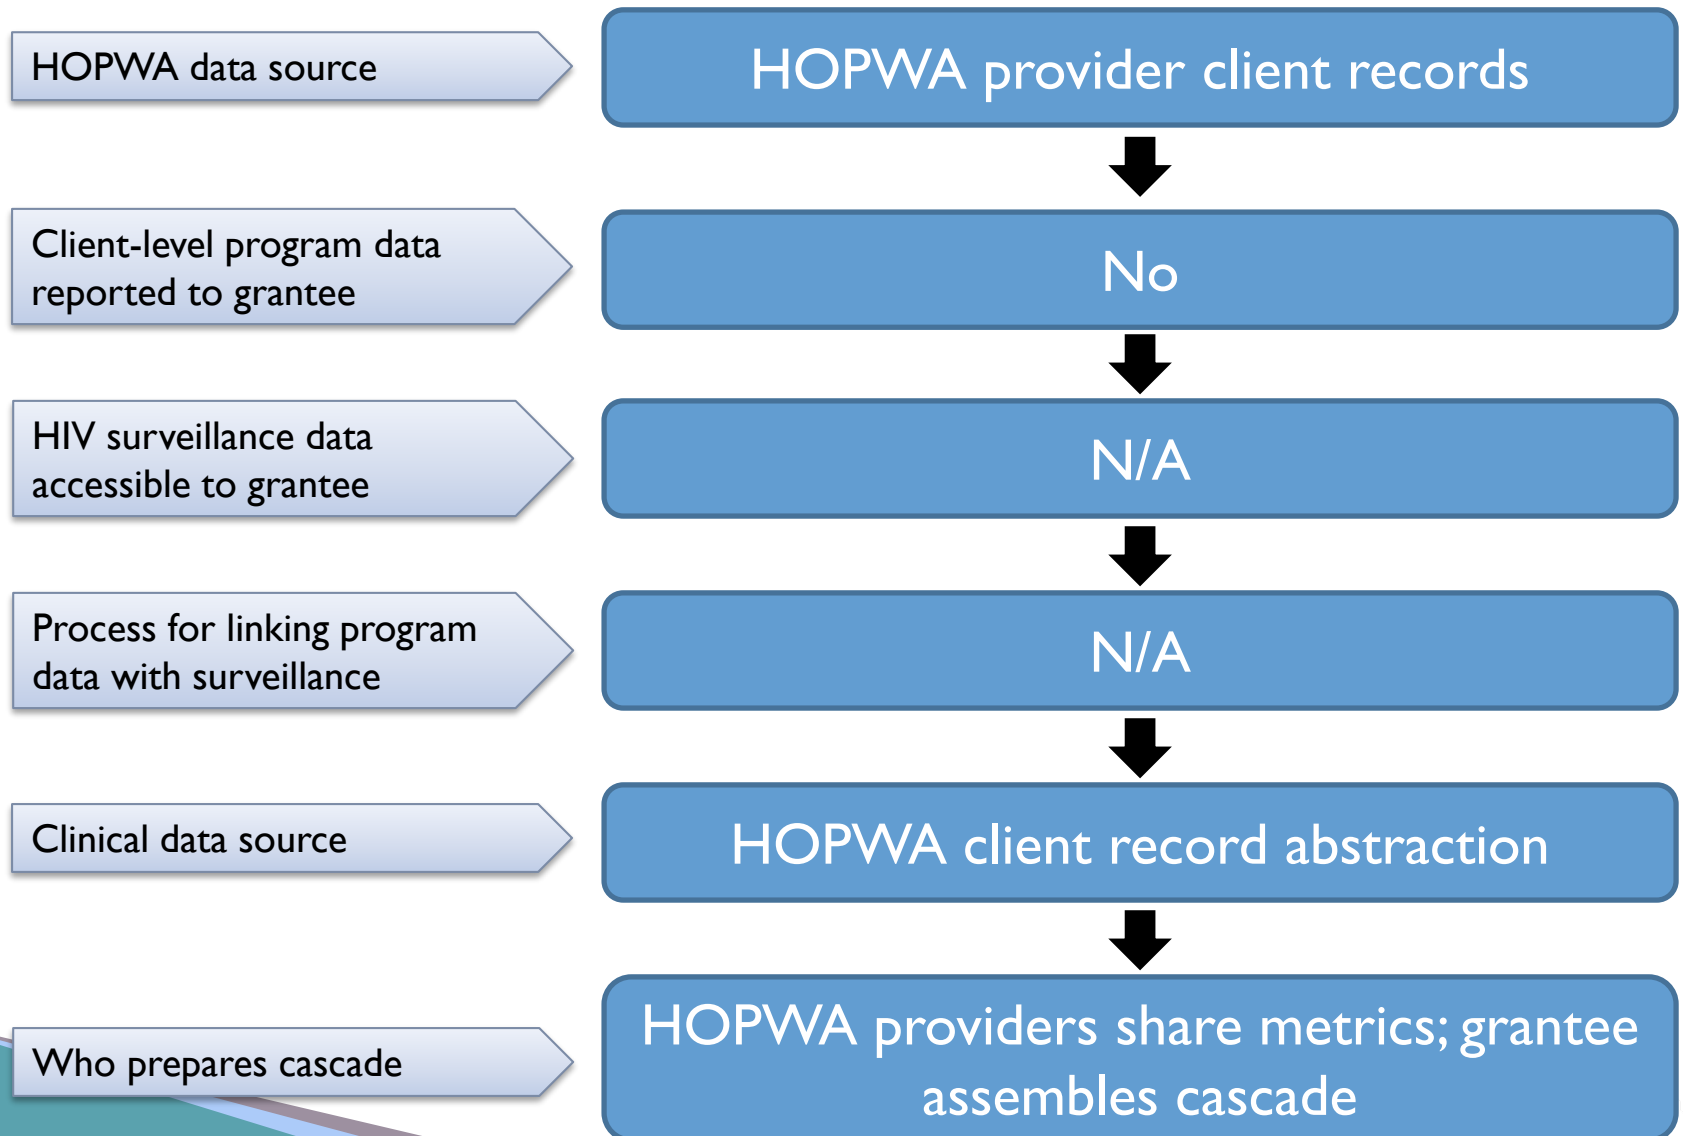 HOPWA data source
HOPWA provider client records
Client-level program data
reported to grantee
No
HIV surveillance data
accessible to grantee
N/A
Process for linking program
data with surveillance
N/A
Clinical data source
HOPWA client record abstraction
Who prepares cascade
HOPWA providers share metrics; grantee
assembles cascade